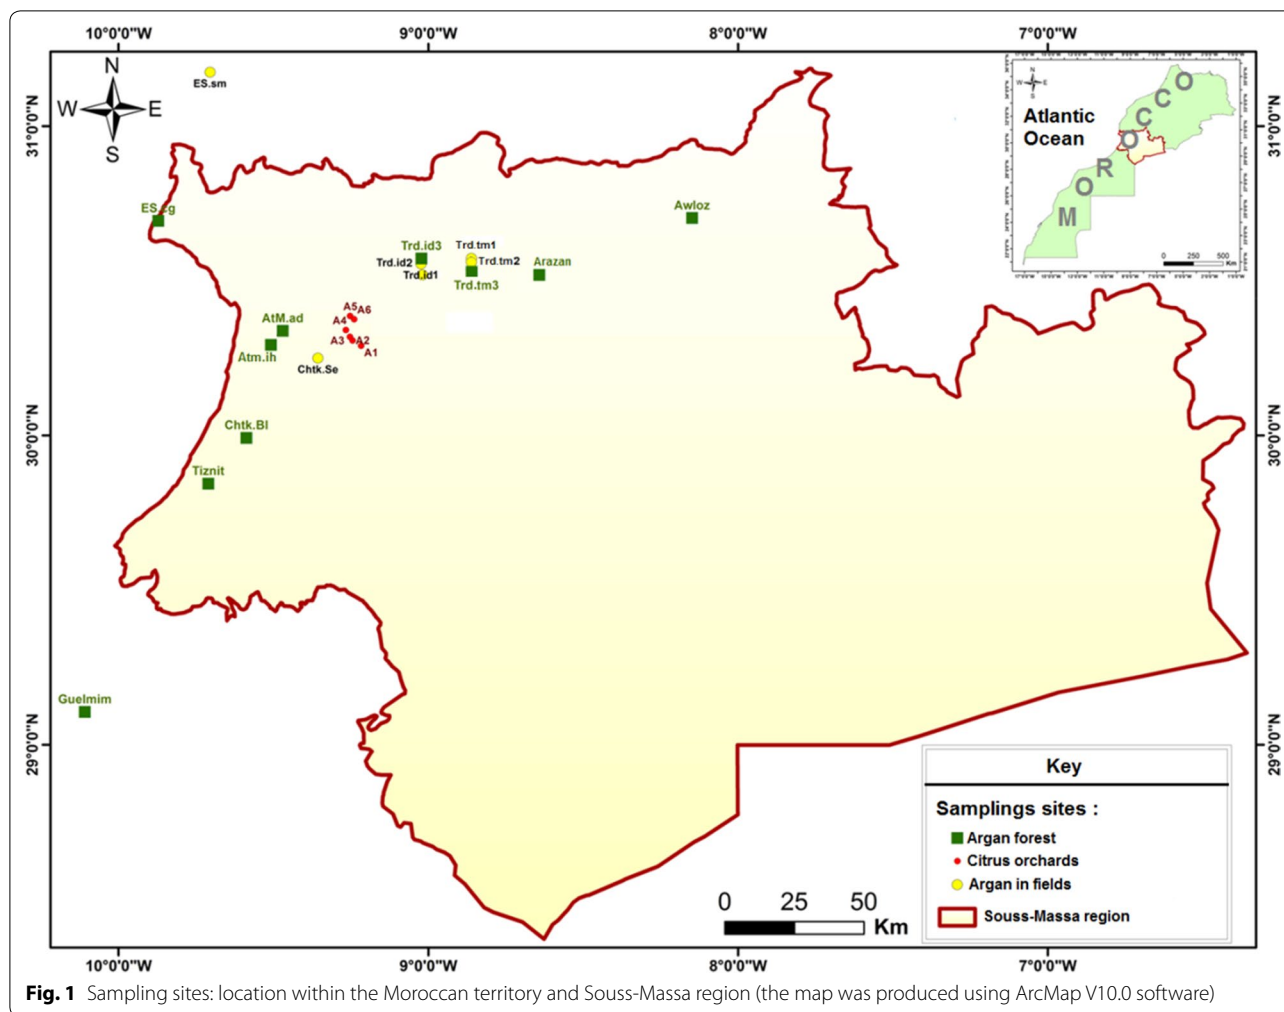 10°0'0"W 9°0'0"W 8°0'0"W 7°0'0"W
N
W E
S
ES.sm
31°0'0"N
31°0'0"N
N
W E
S
Atlantic
Ocean
M O R O C C O
0 250 500
Km
ES.cg
Awloz
Trd.id3
Trd.id2
Trd.id1
Trd.tm1
Trd.tm2
Trd.tm3
Arazan
A5 A6
A4
A3 A2
A1
AtM.ad
Atm.ih
Chtk.Se
Chtk.Bl
30°0'0"N
30°0'0"N
Tiznit
Guelmim
29°0'0"N
29°0'0"N
Key
Samplings sites :
Argan forest
Citrus orchards
Argan in fields
Souss-Massa region
0 25 50
Km
10°0'0"W 9°0'0"W 8°0'0"W 7°0'0"W
Fig. 1 Sampling sites: location within the Moroccan territory and Souss-Massa region (the map was produced using ArcMap V10.0 software)